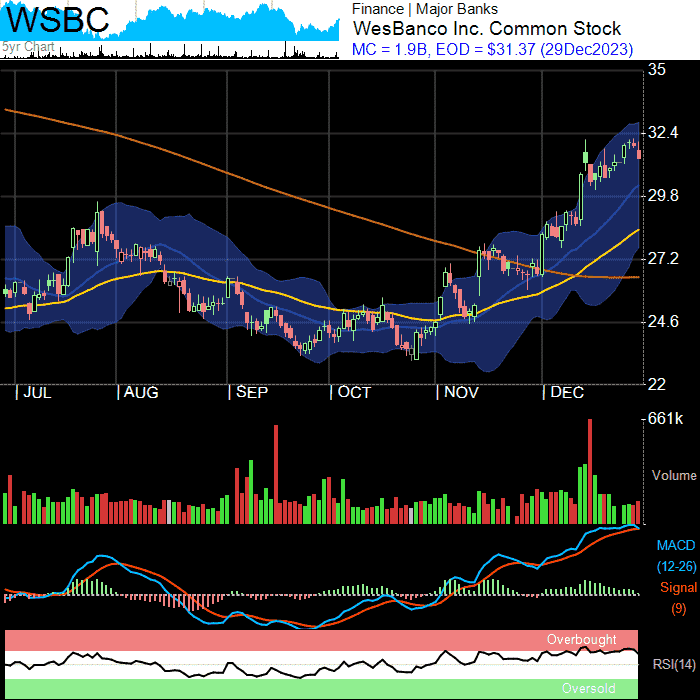 WSBC
5yr Chart
Finance | Major Banks
WesBanco Inc. Common Stock
MC = 1.9B, EOD = $31.37 (29Dec2023)
35
32.4
29.8
27.2
24.6
22
| JUL | AUG | SEP | OCT | NOV | DEC
661k
Volume
MACD
(12-26)
Signal
(9)
Overbought
RSI(14)
Oversold